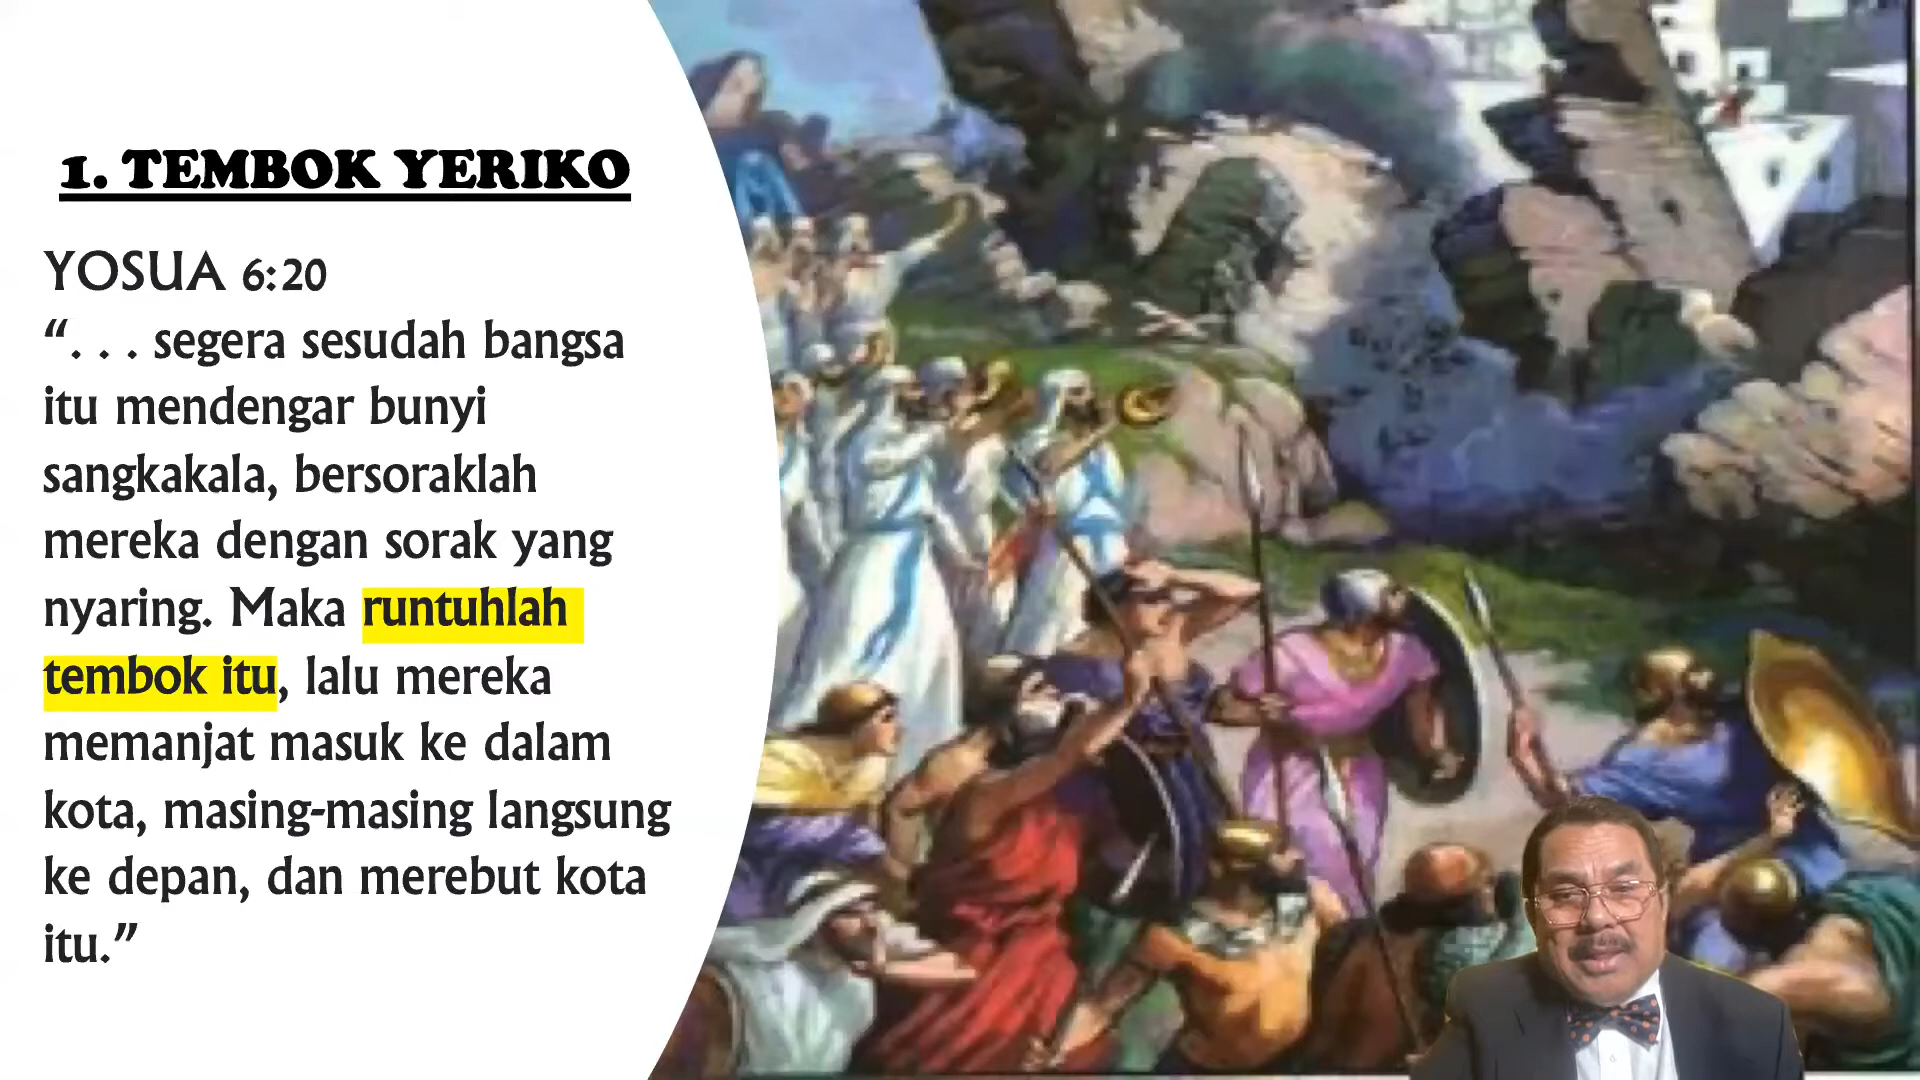 1. TEMBOK YERIKO
YOSUA 6:20
“. . . segera sesudah bangsa
itu mendengar bunyi
sangkakala, bersoraklah
mereka dengan sorak yang
nyaring. Maka runtuhlah
tembok itu, lalu mereka
memanjat masuk ke dalam
kota, masing-masing langsung
ke depan, dan merebut kota
itu.”